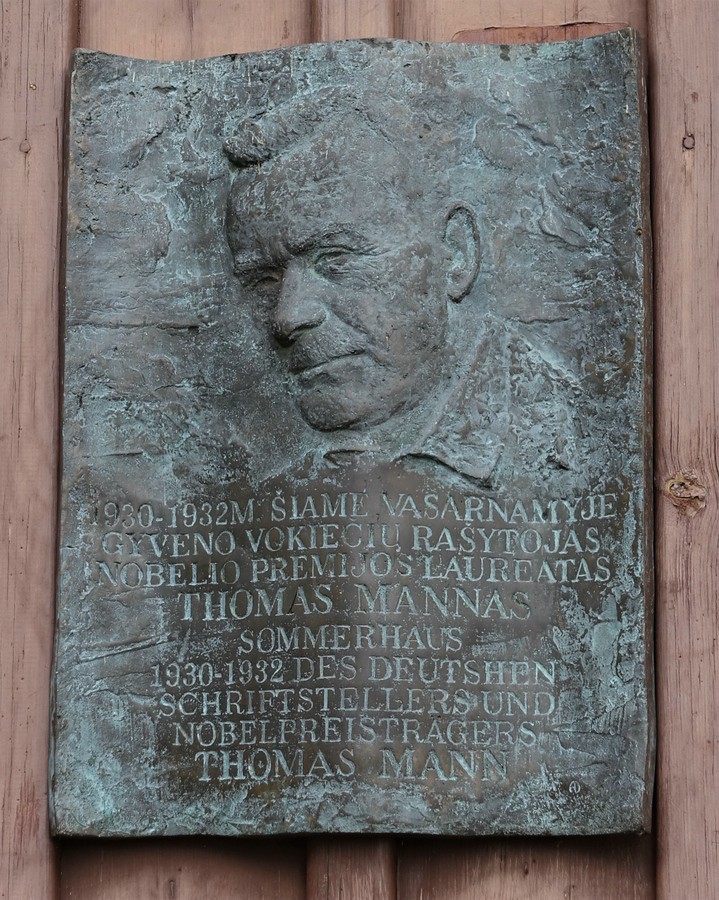 1930-1932M ŠIAME VASARNAMYJE
GYVENO VOKIEČIŲ RAŠYTOJAS
NOBELIO PREMIJOS LAUREATAS
THOMAS MANNAS
SOMMERHAUS
1930-1932 DES DEUTSHEN
SCHRIFTSTELLERS UND
NOBELPREISTRÄGERS
THOMAS MANN